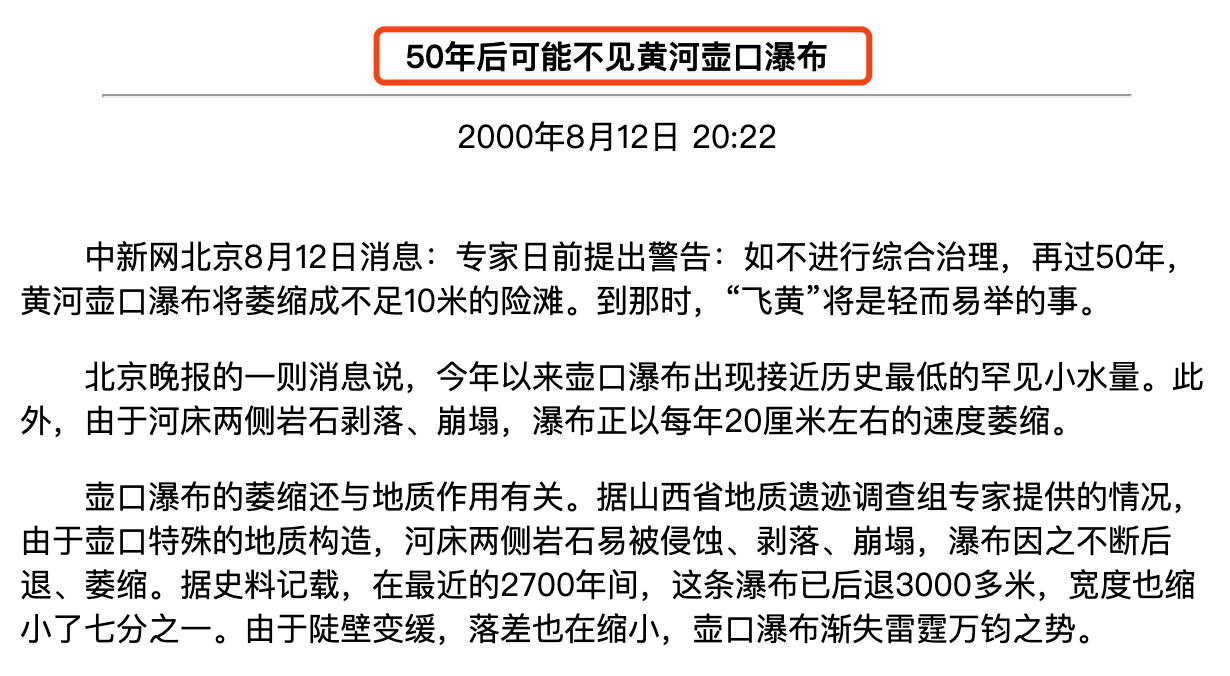 50年后可能不见黄河壶口瀑布
2000年8月12日 20:22
中新网北京8月12日消息：专家日前提出警告：如不进行综合治理，再过50年，
黄河壶口瀑布将萎缩成不足10米的险滩。到那时，“飞黄”将是轻而易举的事。
北京晚报的一则消息说，今年以来壶口瀑布出现接近历史最低的罕见小水量。此
外，由于河床两侧岩石剥落、崩塌，瀑布正以每年20厘米左右的速度萎缩。
壶口瀑布的萎缩还与地质作用有关。据山西省地质遗迹调查组专家提供的情况，
由于壶口特殊的地质构造，河床两侧岩石易被侵蚀、剥落、崩塌，瀑布因之不断后
退、萎缩。据史料记载，在最近的2700年间，这条瀑布已后退3000多米，宽度也缩
小了七分之一。由于陡壁变缓，落差也在缩小，壶口瀑布渐失雷霆万钧之势。